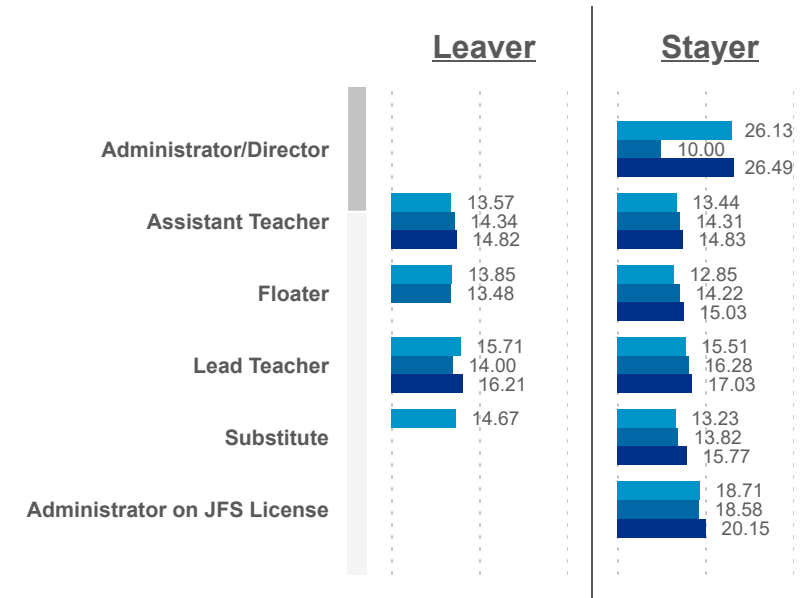 Leaver Stayer
26.13
Administrator/Director 10.00
26.49
13.57 13.44
Assistant Teacher 14.34 14.31
14.82 14.83
13.85 12.85
Floater 13.48 14.22
15.03
15.71 15.51
Lead Teacher 14.00 16.28
16.21 17.03
14.67 13.23
Substitute 13.82
15.77
18.71
Administrator on JFS License 18.58
20.15